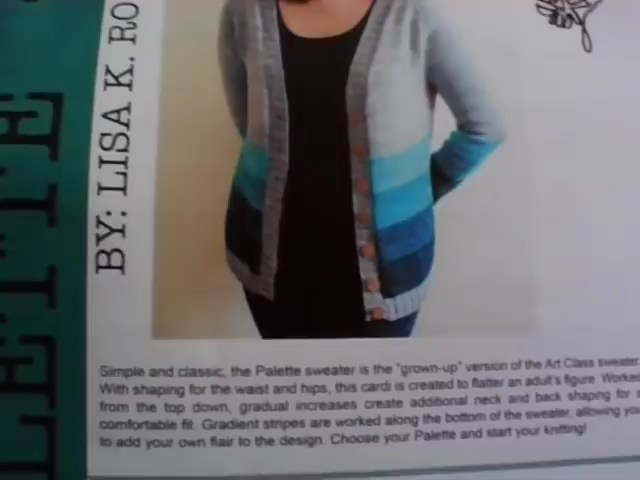 LETTE
BY: LISA K. RO
Simple and classic, the Palette sweater is the "grown-up" version of the Art Class sweater.
With shaping for the waist and hips, this cardi is created to flatter an adult's figure. Worked
from the top down, gradual increases create additional neck and back shaping for a
comfortable fit. Gradient stripes are worked along the bottom of the sweater, allowing you
to add your own flair to the design. Choose your Palette and start your knitting!